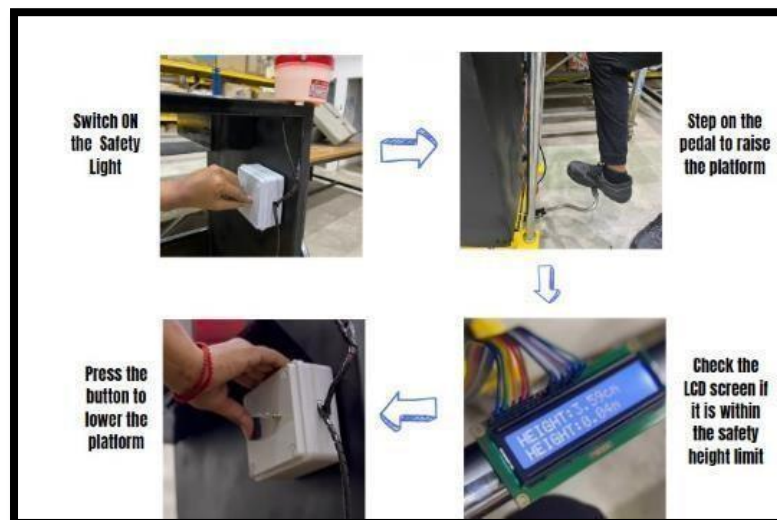 Switch ON
the Safety
Light
Step on the
pedal to raise
the platform
Press the
button to
lower the
platform
HEIGHT:3.59cm
HEIGHT:0.04m
Check the
LCD screen if
it is within
the safety
height limit